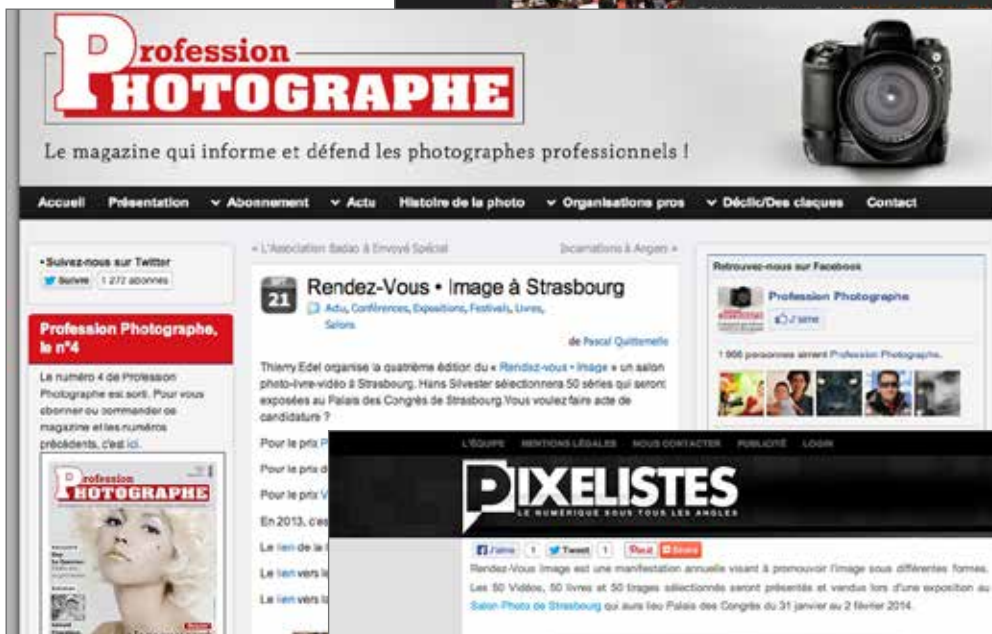 Profession
PHOTOGRAPHE
Le magazine qui informe et défend les photographes professionnels !
Accueil Présentation Abonnement Actu Histoire de la photo Organisations pros Déclic/Des claques Contact
« L'Association Badao à Envoyé Spécial
Incarnations à Angers »
• Suivez-nous sur Twitter
Suivre 1 272 abonnés
Profession Photographe,
le n°4
Le numéro 4 de Profession
Photographe est sorti. Pour vous
abonner ou commander ce
magazine et les numéros
précédents, c'est ici.
Profession
PHOTOGRAPHE
21
Rendez-Vous • Image à Strasbourg
Actu, Conférences, Expositions, Festivals, Livres,
Salons
de Pascal Quittemelle
Thierry Edel organise la quatrième édition du « Rendez-vous • Image » un salon
photo-livre-vidéo à Strasbourg. Hans Silvester sélectionnera 50 séries qui seront
exposées au Palais des Congrès de Strasbourg.Vous voulez faire acte de
candidature ?
Pour le prix P
Pour le prix d
Pour le prix V
En 2013, c'es
Le lien de la
Le lien vers le
Le lien vers la
Retrouvez-nous sur Facebook
Profession Photographe
J'aime
personnes aiment Profession Photographe.
L'ÉQUIPE MENTIONS LÉGALES NOUS CONTACTER PUBLICITÉ LOGIN
PIXELISTES
LE NUMÉRIQUE SOUS TOUS LES ANGLES
J'aime 1 Tweet 1 Pin it Share
Rendez-Vous Image est une manifestation annuelle visant à promouvoir l'image sous différentes formes.
Les 50 Vidéos, 50 livres et 50 tirages sélectionnés seront présentés et vendus lors d'une exposition au
Salon Photo de Strasbourg qui aura lieu Palais des Congrès du 31 janvier au 2 février 2014.